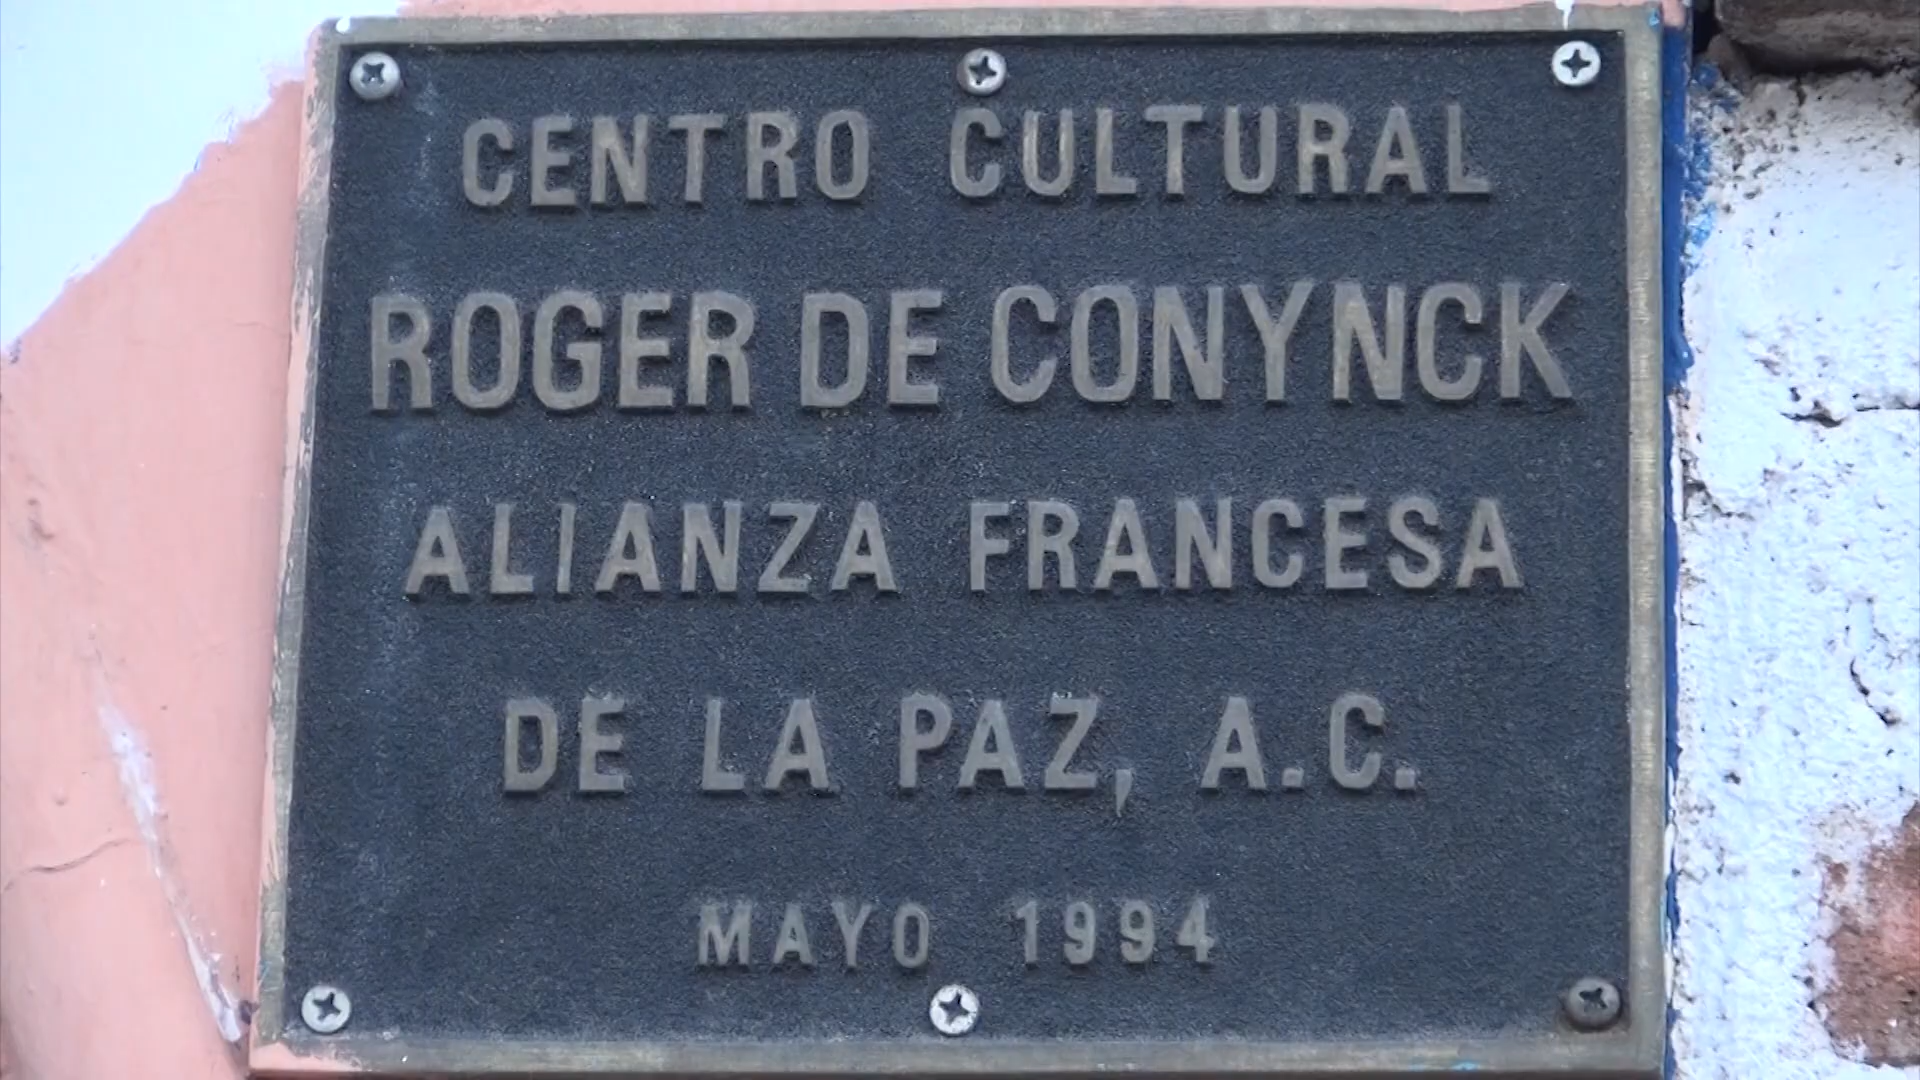 CENTRO CULTURAL
ROGER DE CONYNCK
ALIANZA FRANCESA
DE LA PAZ, A.C.
MAYO 1994